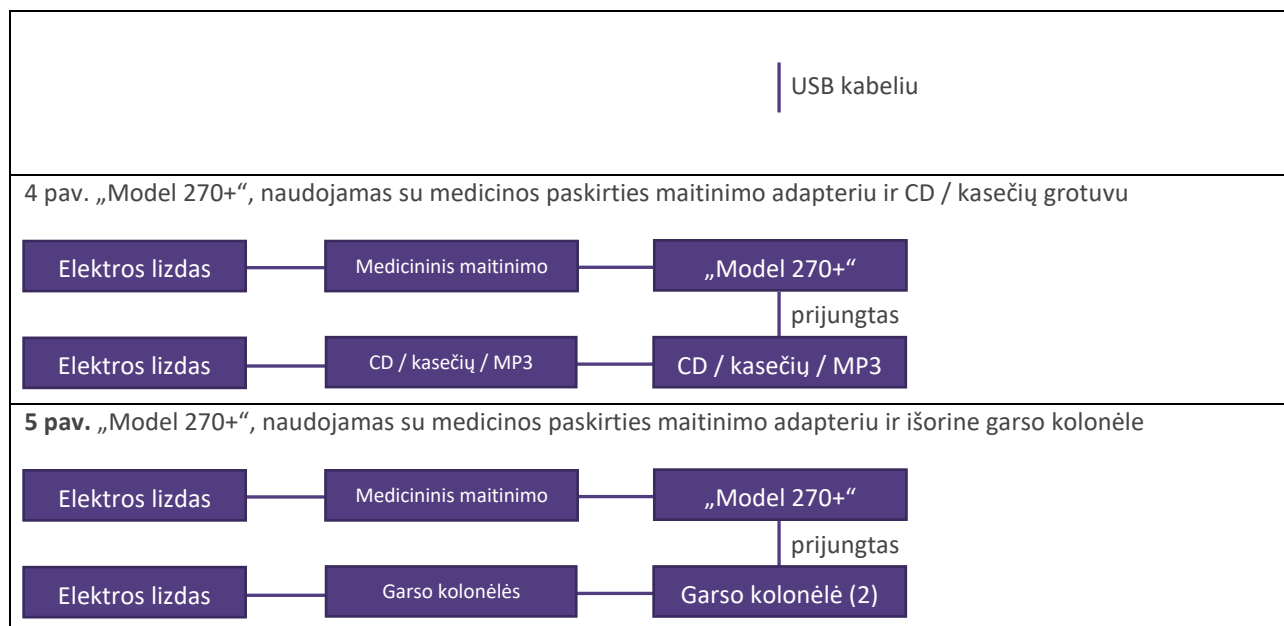 USB kabeliu
4 pav. „Model 270+“, naudojamas su medicinos paskirties maitinimo adapteriu ir CD / kasečių grotuvu
Elektros lizdas Medicininis maitinimo „Model 270+“
prijungtas
Elektros lizdas CD / kasečių / MP3 CD / kasečių / MP3
5 pav. „Model 270+“, naudojamas su medicinos paskirties maitinimo adapteriu ir išorine garso kolonėle
Elektros lizdas Medicininis maitinimo „Model 270+“
prijungtas
Elektros lizdas Garso kolonėlės Garso kolonėlė (2)